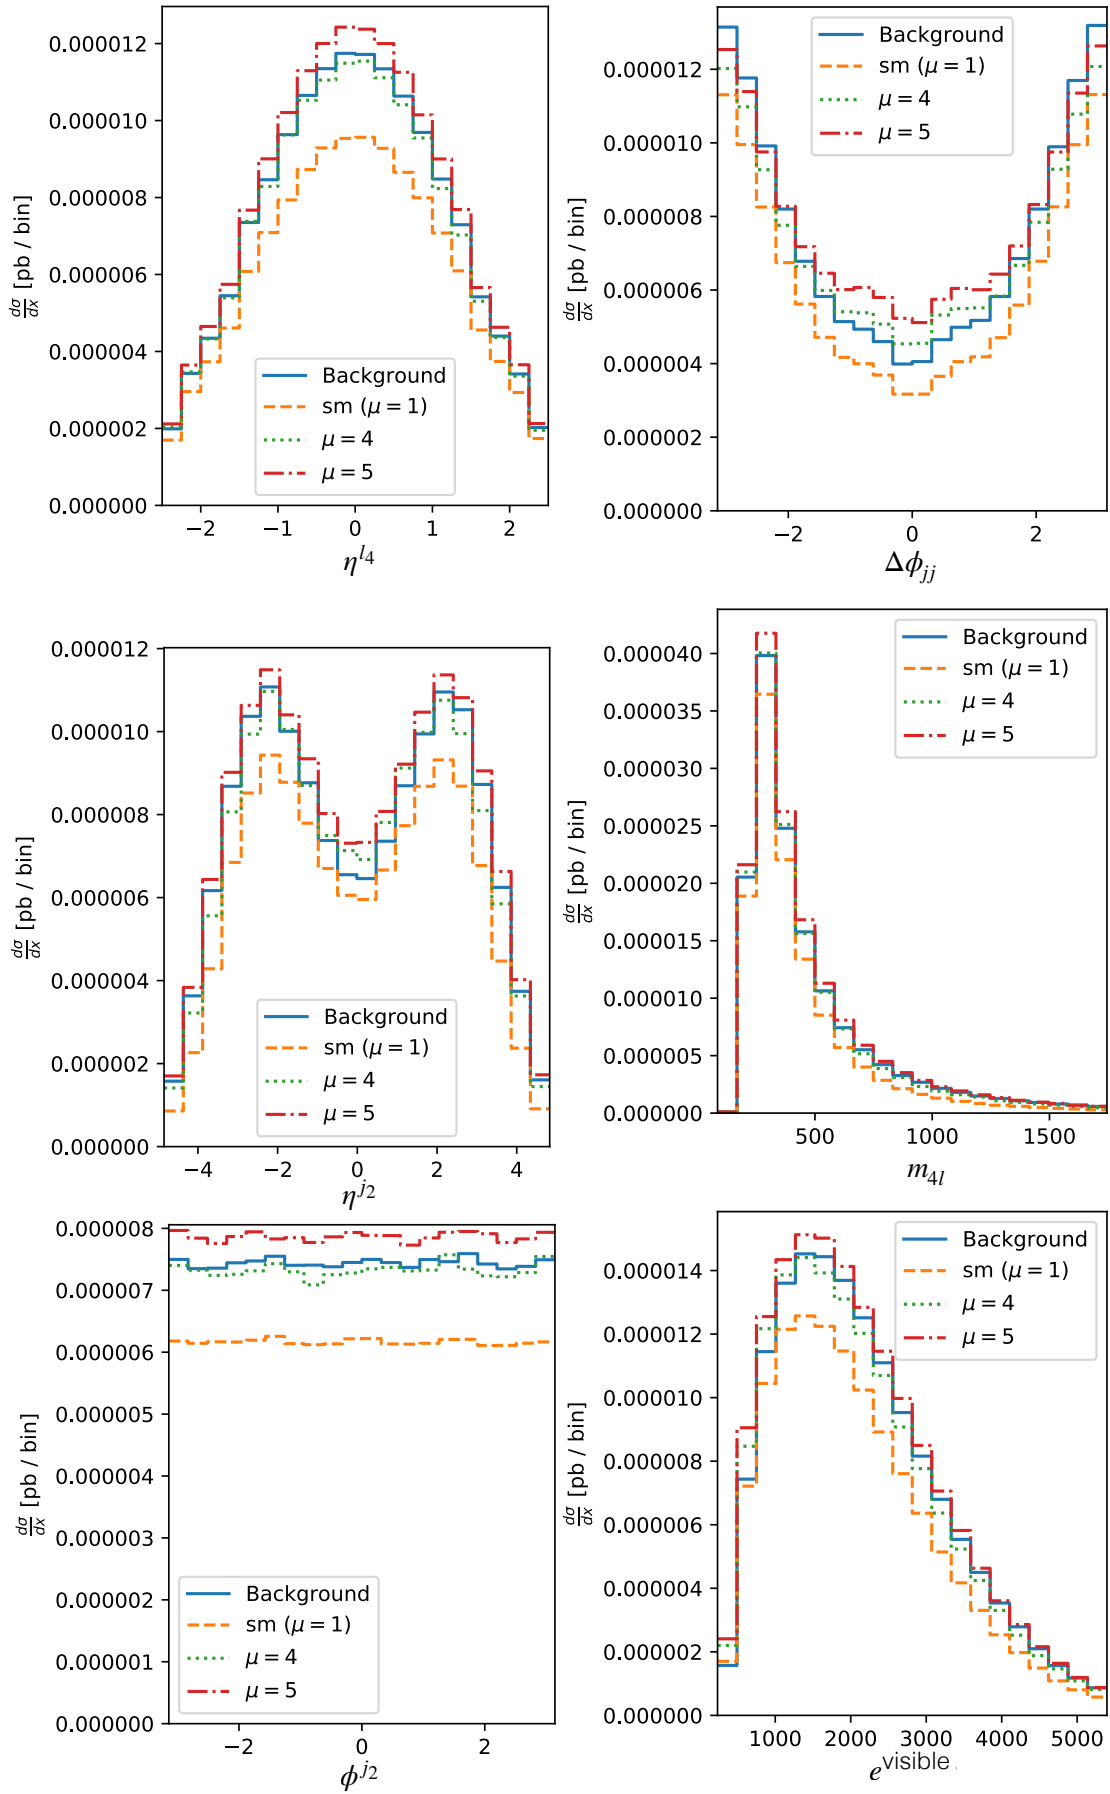 0.000012
0.000010
0.000008
0.000006
0.000004
0.000002
0.000000
dσ/dx [pb / bin]
Background
sm (μ = 1)
μ = 4
μ = 5
−2 −1 0 1 2
η^{l_4}
0.000012
0.000010
0.000008
0.000006
0.000004
0.000002
0.000000
dσ/dx [pb / bin]
Background
sm (μ = 1)
μ = 4
μ = 5
−2 0 2
Δϕ_{jj}
0.000012
0.000010
0.000008
0.000006
0.000004
0.000002
0.000000
dσ/dx [pb / bin]
Background
sm (μ = 1)
μ = 4
μ = 5
−4 −2 0 2 4
η^{j_2}
0.000040
0.000035
0.000030
0.000025
0.000020
0.000015
0.000010
0.000005
0.000000
dσ/dx [pb / bin]
Background
sm (μ = 1)
μ = 4
μ = 5
500 1000 1500
m_{4l}
0.000008
0.000007
0.000006
0.000005
0.000004
0.000003
0.000002
0.000001
0.000000
dσ/dx [pb / bin]
Background
sm (μ = 1)
μ = 4
μ = 5
−2 0 2
ϕ^{j_2}
0.000014
0.000012
0.000010
0.000008
0.000006
0.000004
0.000002
0.000000
dσ/dx [pb / bin]
Background
sm (μ = 1)
μ = 4
μ = 5
1000 2000 3000 4000 5000
e^{visible}